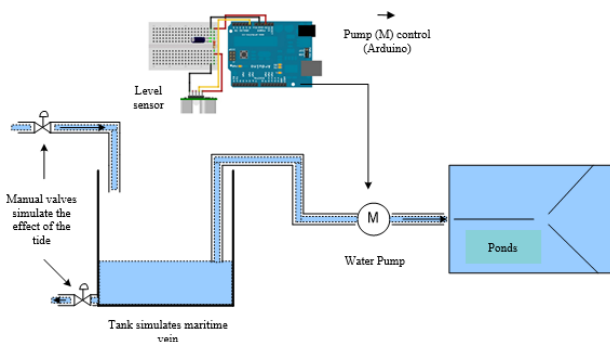 Pump (M) control
(Arduino)
Level
sensor
Manual valves
simulate the
effect of the
tide
M
Water Pump
Ponds
Tank simulates maritime
vein